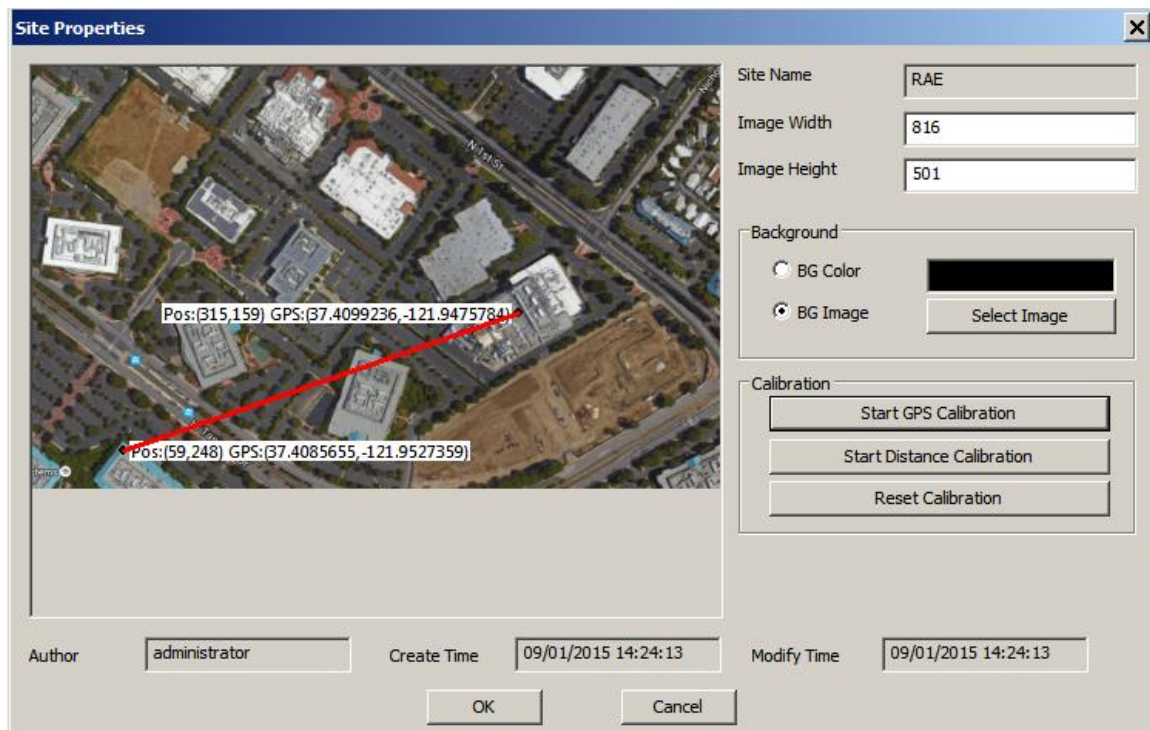 Site Properties
N 1st St
Pos:(315,159) GPS:(37.4099236,-121.9475784)
Pos:(59,248) GPS:(37.4085655,-121.9527359)
Site Name
RAE
Image Width
816
Image Height
501
Background
BG Color
BG Image
Select Image
Calibration
Start GPS Calibration
Start Distance Calibration
Reset Calibration
Author
administrator
Create Time
09/01/2015 14:24:13
Modify Time
09/01/2015 14:24:13
OK
Cancel